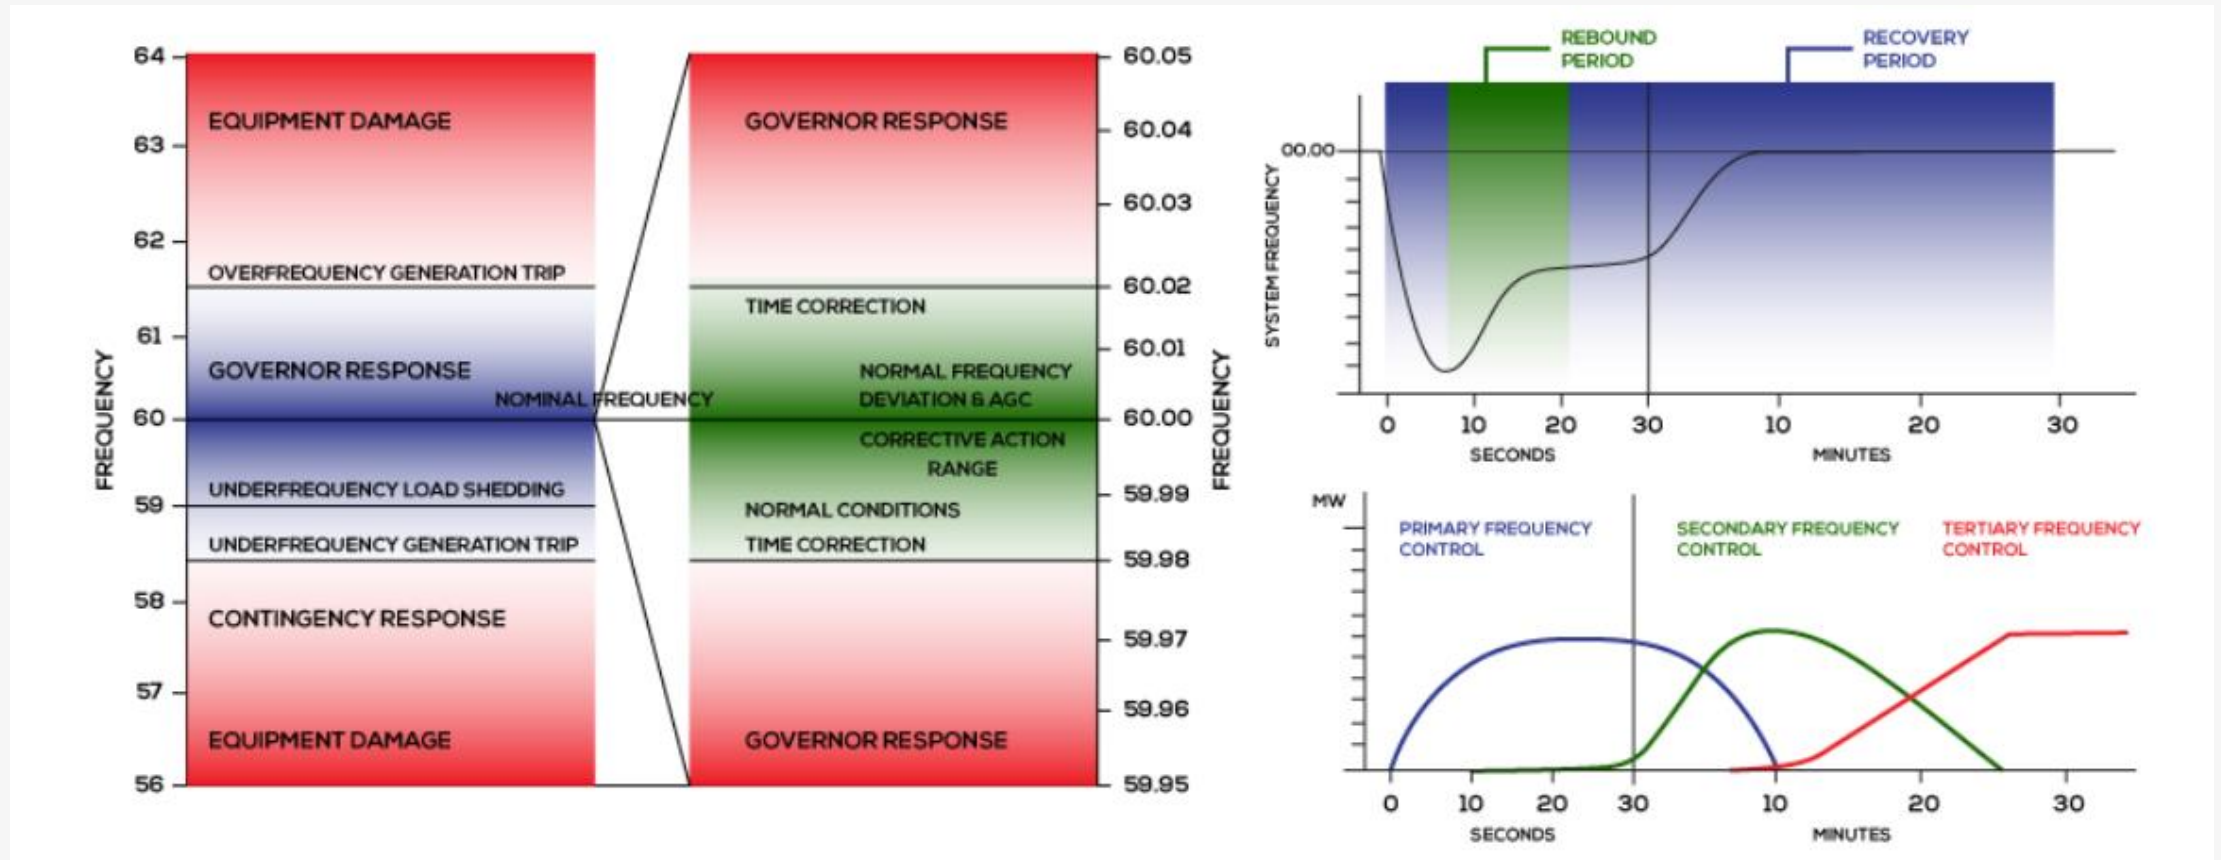 64
63
62
61
60
59
58
57
56
FREQUENCY
EQUIPMENT DAMAGE
OVERFREQUENCY GENERATION TRIP
GOVERNOR RESPONSE
NOMINAL FREQUENCY
UNDERFREQUENCY LOAD SHEDDING
UNDERFREQUENCY GENERATION TRIP
CONTINGENCY RESPONSE
EQUIPMENT DAMAGE
GOVERNOR RESPONSE
TIME CORRECTION
NORMAL FREQUENCY
DEVIATION & AGC
CORRECTIVE ACTION
RANGE
NORMAL CONDITIONS
TIME CORRECTION
GOVERNOR RESPONSE
60.05
60.04
60.03
60.02
60.01
60.00
59.99
59.98
59.97
59.96
59.95
FREQUENCY
REBOUND
PERIOD
RECOVERY
PERIOD
00.00
SYSTEM FREQUENCY
0 10 20 30 10 20 30
SECONDS MINUTES
MW
PRIMARY FREQUENCY
CONTROL
SECONDARY FREQUENCY
CONTROL
TERTIARY FREQUENCY
CONTROL
0 10 20 30 10 20 30
SECONDS MINUTES